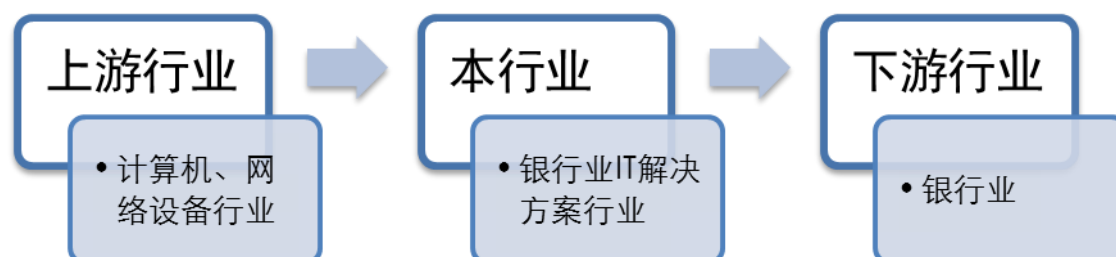 上游行业
• 计算机、网
络设备行业
本行业
• 银行业IT解决
方案行业
下游行业
• 银行业